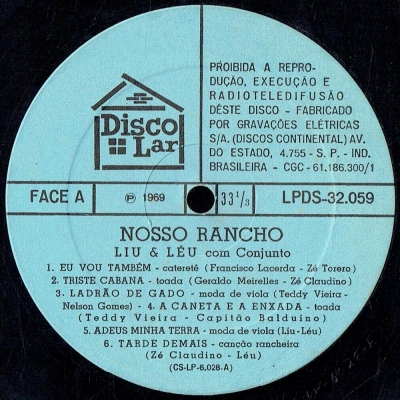 Disco
Lar
PROIBIDA A REPRO-
DUÇÃO, EXECUÇÃO E
RADIOTELEDIFUSÃO
DÊSTE DISCO - FABRICADO
POR GRAVAÇÕES ELÉTRICAS
S/A. (DISCOS CONTINENTAL) AV.
DO ESTADO, 4.755 - S. P. - IND.
BRASILEIRA - CGC - 61.186.300/1
FACE A
Ⓟ 1969
33 1/3
LPDS-32.059
NOSSO RANCHO
LIU & LÉU com Conjunto
1. EU VOU TAMBÉM - cateretê (Francisco Lacerda - Zé Torero)
2. TRISTE CABANA - toada (Geraldo Meirelles - Zé Claudino)
3. LADRÃO DE GADO - moda de viola (Teddy Vieira -
Nelson Gomes) - 4. A CANETA E A ENXADA - toada
(Teddy Vieira - Capitão Balduino)
5. ADEUS MINHA TERRA - moda de viola (Liu-Léu)
6. TARDE DEMAIS - canção rancheira
(Zé Claudino - Léu)
(CS-LP-6,028-A)